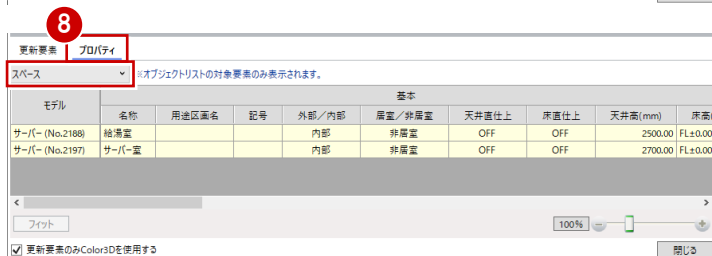 8
更新要素 プロパティ
スペース ※オブジェクトリストの対象要素のみ表示されます。
モデル 基本
名称 用途区画名 記号 外部／内部 居室／非居室 天井直仕上 床直仕上 天井高(mm) 床高
サーバー (No.2188) 給湯室 内部 非居室 OFF OFF 2500.00 FL±0.00
サーバー (No.2197) サーバー室 内部 非居室 OFF OFF 2700.00 FL±0.00
フィット 100%
更新要素のみColor3Dを使用する 閉じる